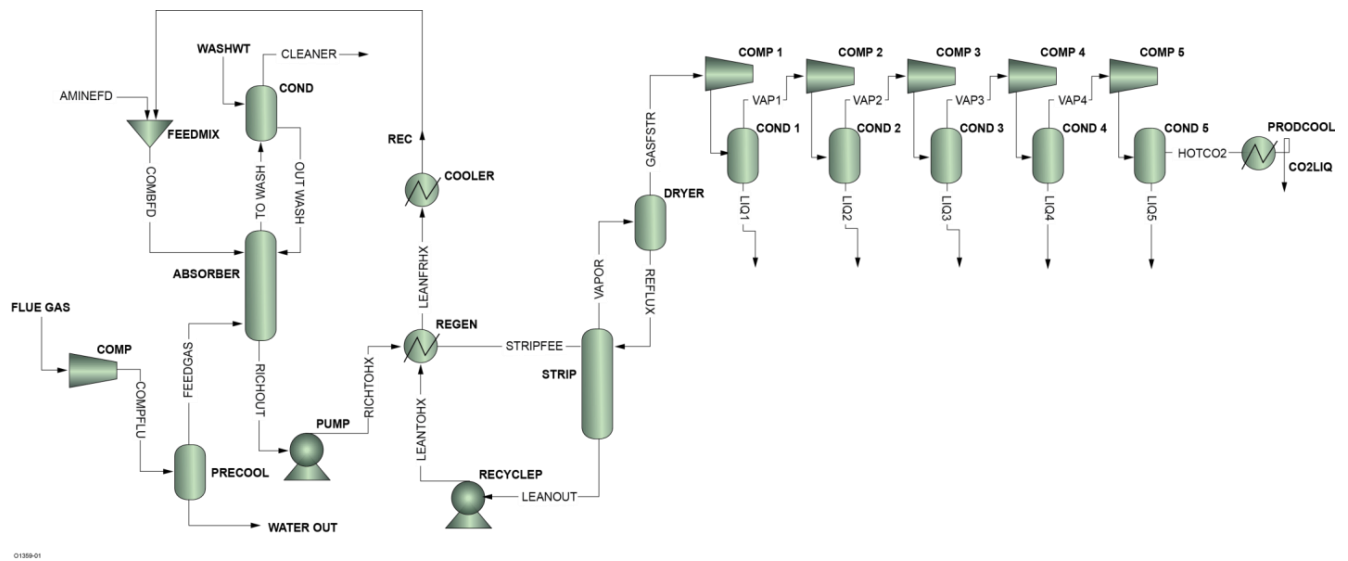 WASHWT
CLEANER
AMINEFD
COND
FEEDMIX
REC
COOLER
COMBFD
TO WASH
OUT WASH
ABSORBER
LEANFRHX
FLUE GAS
COMP
COMPFLU
FEEDGAS
RICHOUT
PRECOOL
WATER OUT
PUMP
RICHTOHX
REGEN
STRIPFEE
LEANTOHX
RECYCLEP
LEANOUT
STRIP
VAPOR
DRYER
REFLUX
GASFSTR
COMP 1
COMP 2
COMP 3
COMP 4
COMP 5
VAP1
VAP2
VAP3
VAP4
COND 1
COND 2
COND 3
COND 4
COND 5
HOTCO2
PRODCOOL
CO2LIQ
LIQ1
LIQ2
LIQ3
LIQ4
LIQ5
O1359-01